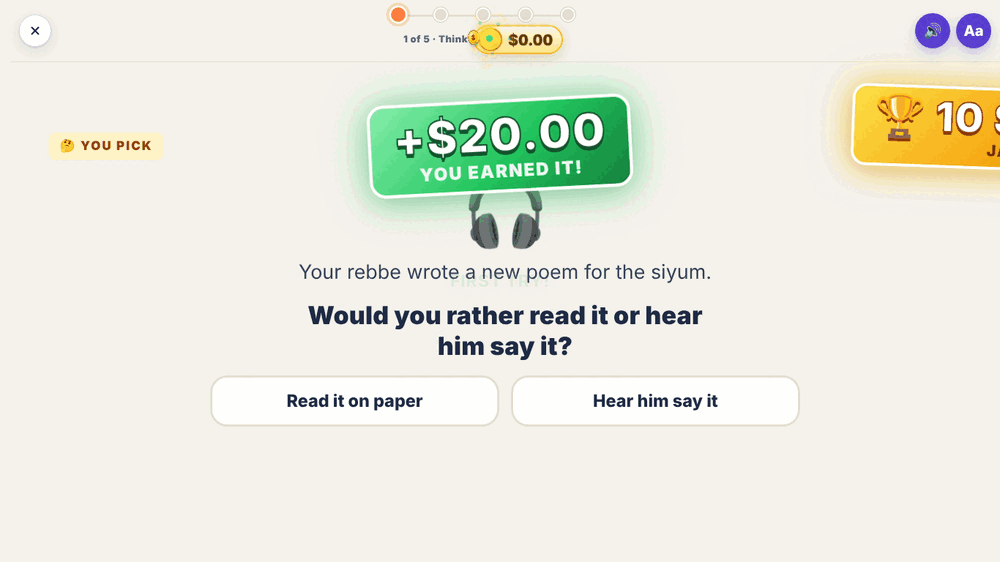 1 of 5 · Think
$0.00
Aa
🤔 YOU PICK
+$20.00
YOU EARNED IT!
10
Your rebbe wrote a new poem for the siyum.
FIRST TRY!
Would you rather read it or hear
him say it?
Read it on paper
Hear him say it